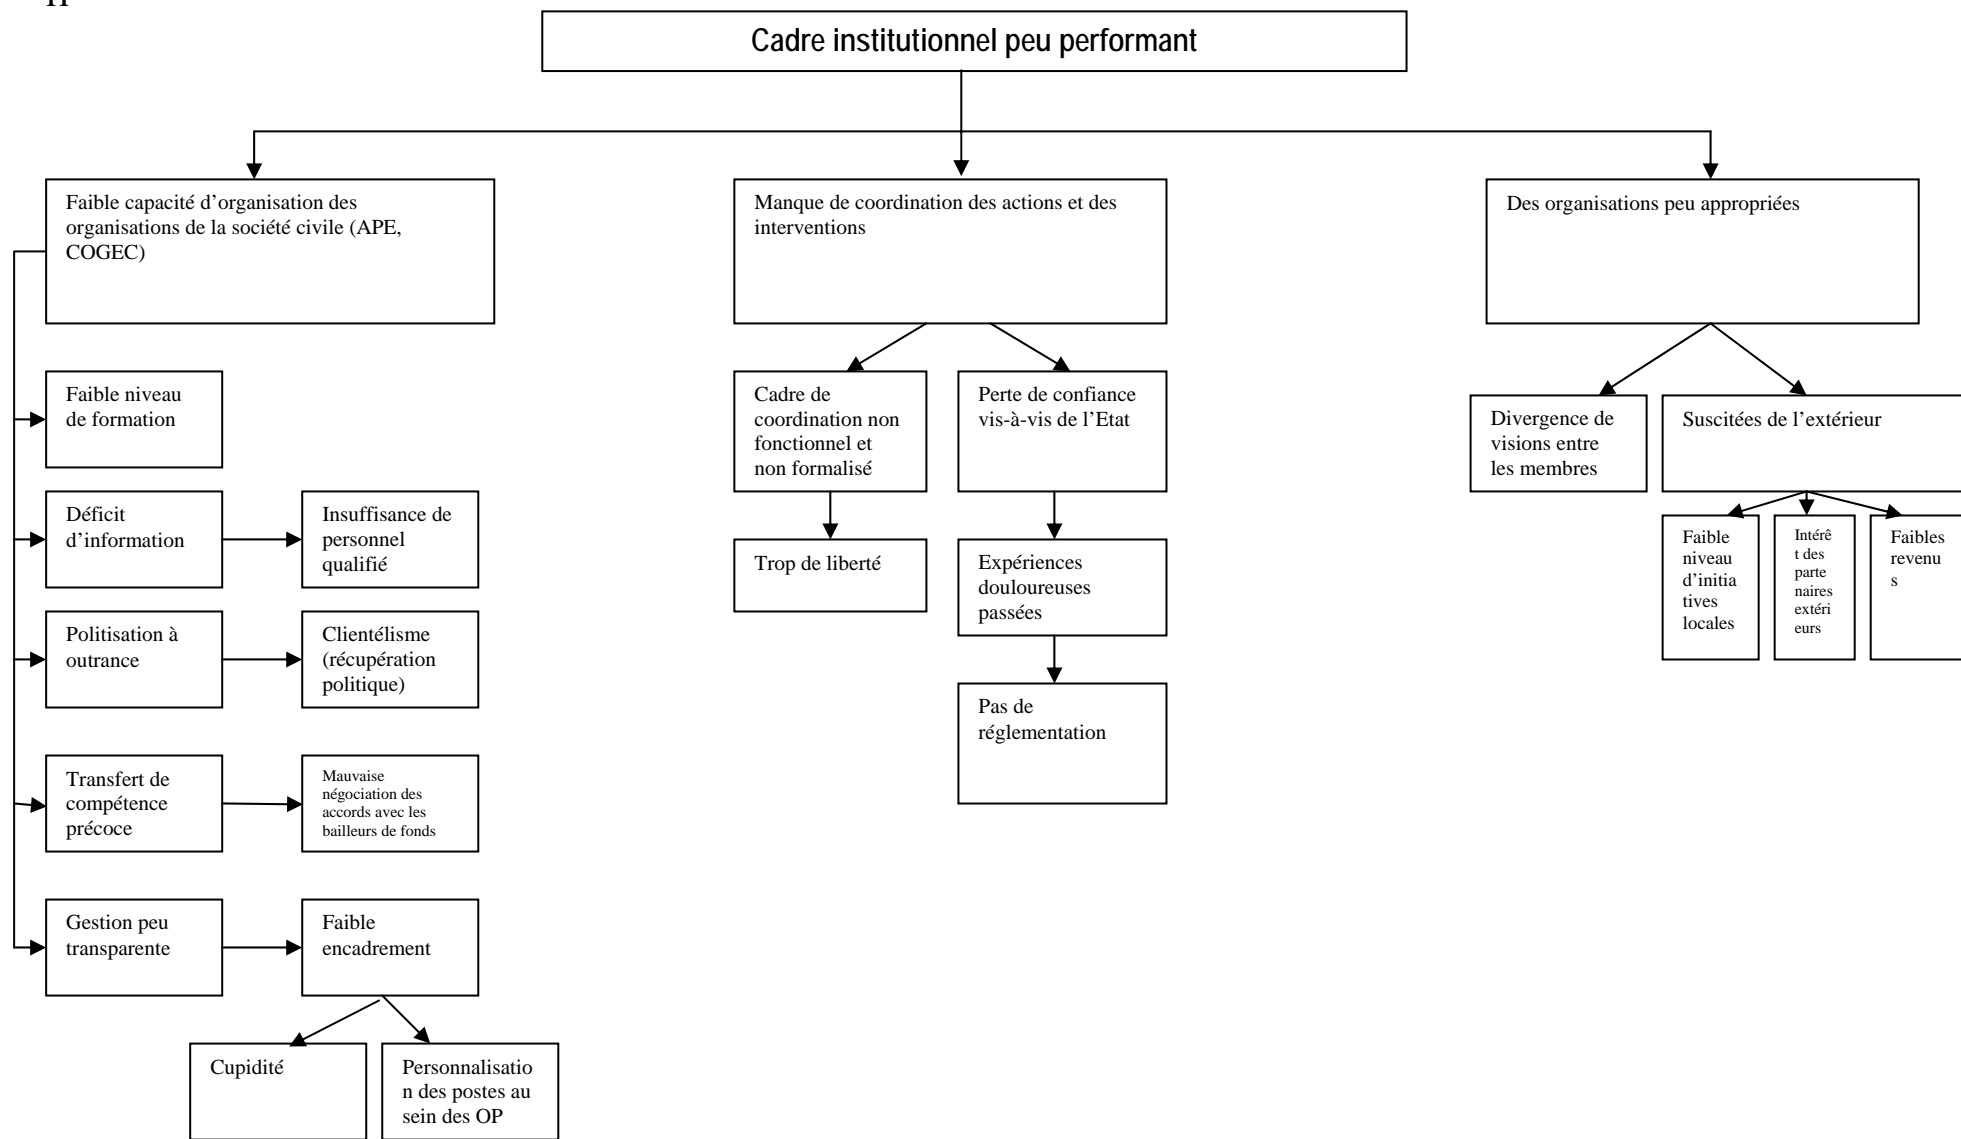 Cadre institutionnel peu performant
Faible capacité d’organisation des
organisations de la société civile (APE,
COGEC)
Manque de coordination des actions et des
interventions
Des organisations peu appropriées
Faible niveau
de formation
Cadre de
coordination non
fonctionnel et
non formalisé
Perte de confiance
vis-à-vis de l’Etat
Divergence de
visions entre
les membres
Suscitées de l’extérieur
Déficit
d’information
Insuffisance de
personnel
qualifié
Trop de liberté
Expériences
douloureuses
passées
Faible
niveau
d’initia
tives
locales
Intérê
t des
parte
naires
extéri
eurs
Faibles
revenu
s
Politisation à
outrance
Clientélisme
(récupération
politique)
Pas de
réglementation
Transfert de
compétence
précoce
Mauvaise
négociation des
accords avec les
bailleurs de fonds
Gestion peu
transparente
Faible
encadrement
Cupidité
Personnalisatio
n des postes au
sein des OP